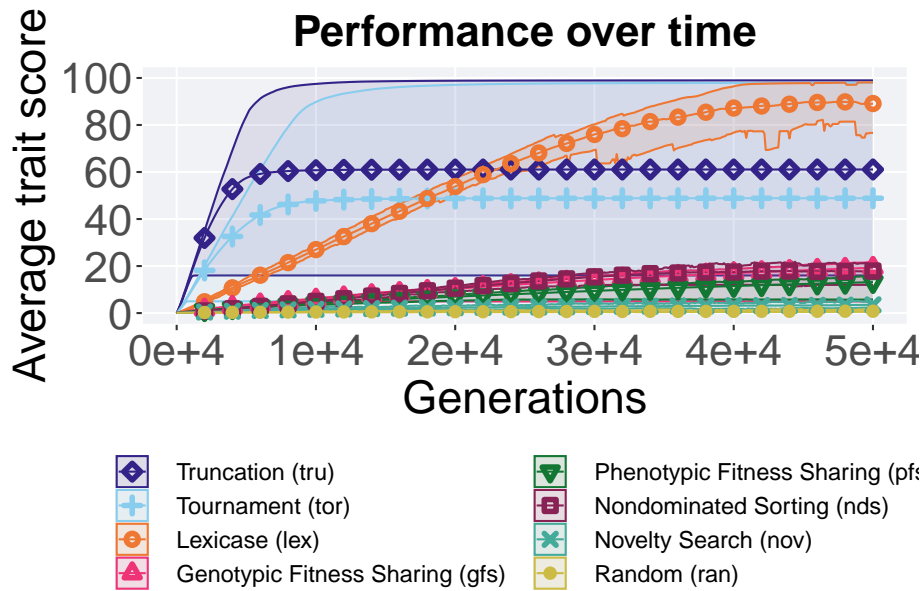 Performance over time
Average trait score
100
80
60
40
20
0
0e+4 1e+4 2e+4 3e+4 4e+4 5e+4
Generations
Truncation (tru)
Tournament (tor)
Lexicase (lex)
Genotypic Fitness Sharing (gfs)
Phenotypic Fitness Sharing (pfs
Nondominated Sorting (nds)
Novelty Search (nov)
Random (ran)